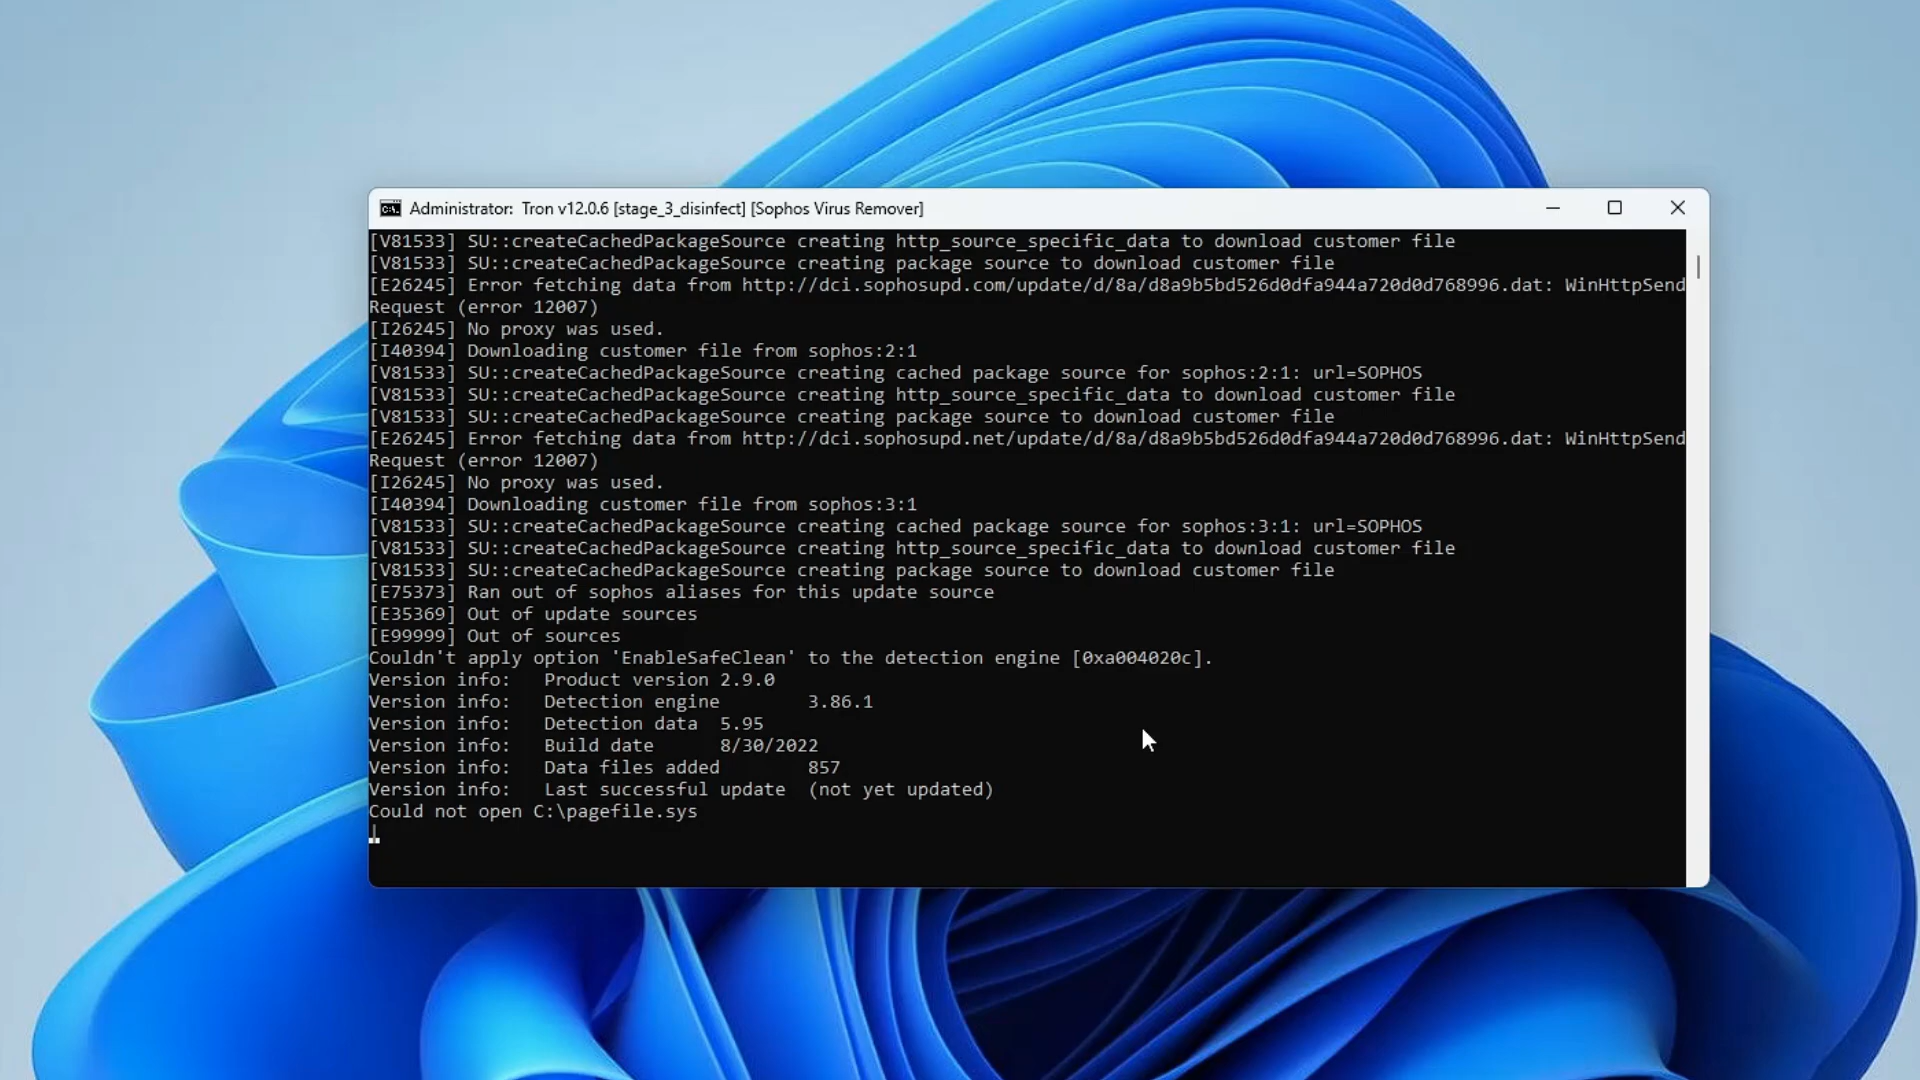 Administrator: Tron v12.0.6 [stage_3_disinfect] [Sophos Virus Remover]
[V81533] SU::createCachedPackageSource creating http_source_specific_data to download customer file
[V81533] SU::createCachedPackageSource creating package source to download customer file
[E26245] Error fetching data from http://dci.sophosupd.com/update/d/8a/d8a9b5bd526d0dfa944a720d0d768996.dat: WinHttpSend
Request (error 12007)
[I26245] No proxy was used.
[I40394] Downloading customer file from sophos:2:1
[V81533] SU::createCachedPackageSource creating cached package source for sophos:2:1: url=SOPHOS
[V81533] SU::createCachedPackageSource creating http_source_specific_data to download customer file
[V81533] SU::createCachedPackageSource creating package source to download customer file
[E26245] Error fetching data from http://dci.sophosupd.net/update/d/8a/d8a9b5bd526d0dfa944a720d0d768996.dat: WinHttpSend
Request (error 12007)
[I26245] No proxy was used.
[I40394] Downloading customer file from sophos:3:1
[V81533] SU::createCachedPackageSource creating cached package source for sophos:3:1: url=SOPHOS
[V81533] SU::createCachedPackageSource creating http_source_specific_data to download customer file
[V81533] SU::createCachedPackageSource creating package source to download customer file
[E75373] Ran out of sophos aliases for this update source
[E35369] Out of update sources
[E99999] Out of sources
Couldn't apply option 'EnableSafeClean' to the detection engine [0xa004020c].
Version info:   Product version 2.9.0
Version info:   Detection engine        3.86.1
Version info:   Detection data  5.95
Version info:   Build date      8/30/2022
Version info:   Data files added        857
Version info:   Last successful update  (not yet updated)
Could not open C:\pagefile.sys